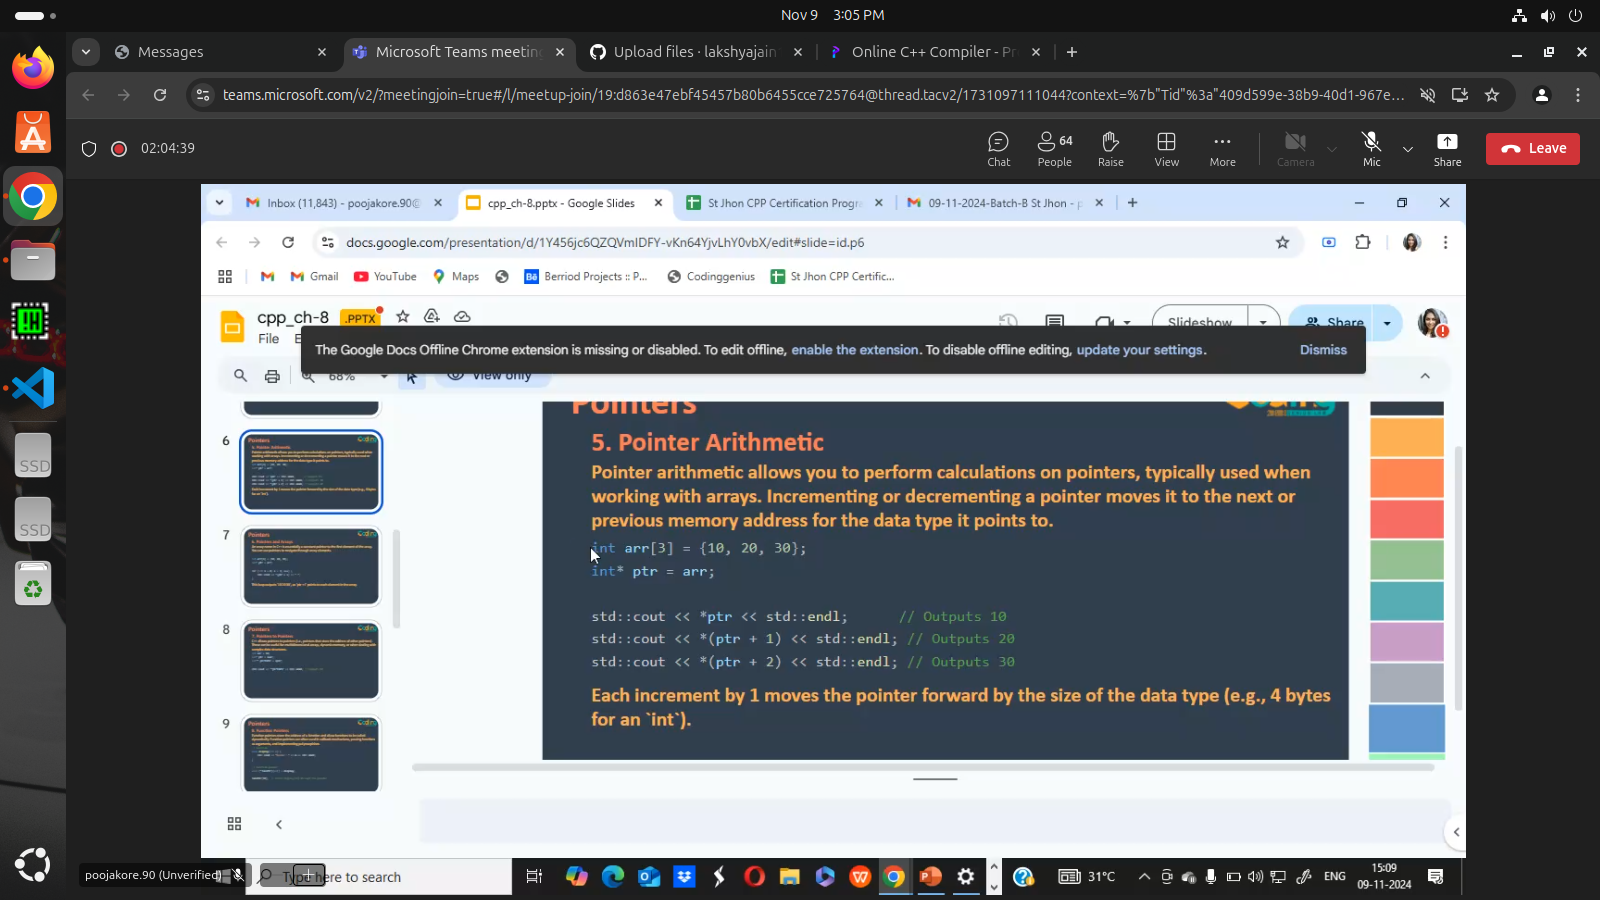 Nov 9 3:05 PM
Messages
Microsoft Teams meeting
Upload files · lakshyajain
Online C++ Compiler - Pr
teams.microsoft.com/v2/?meetingjoin=true#/l/meetup-join/19:d863e47ebf45457b80b6455cce725764@thread.tacv2/1731097111044?context=%7b"Tid"%3a"409d599e-38b9-40d1-967e...
02:04:39
Chat
64
People
Raise
View
More
Camera
Mic
Share
Leave
Inbox (11,843) - poojakore.90@
cpp_ch-8.pptx - Google Slides
St Jhon CPP Certification Progra
09-11-2024-Batch-B St Jhon - p
docs.google.com/presentation/d/1Y456jc6QZQVmIDFY-vKn64YjvLhY0vbX/edit#slide=id.p6
Gmail
YouTube
Maps
Berriod Projects :: P...
Codinggenius
St Jhon CPP Certific...
cpp_ch-8 .PPTX
File
Slideshow
Share
The Google Docs Offline Chrome extension is missing or disabled. To edit offline, enable the extension. To disable offline editing, update your settings.
Dismiss
68%
View only
6
7
8
9
Pointers
5. Pointer Arithmetic
Pointer arithmetic allows you to perform calculations on pointers, typically used when
working with arrays. Incrementing or decrementing a pointer moves it to the next or
previous memory address for the data type it points to.
int arr[3] = {10, 20, 30};
int* ptr = arr;
std::cout << *ptr << std::endl; // Outputs 10
std::cout << *(ptr + 1) << std::endl; // Outputs 20
std::cout << *(ptr + 2) << std::endl; // Outputs 30
Each increment by 1 moves the pointer forward by the size of the data type (e.g., 4 bytes
for an `int`).
SSD
SSD
poojakore.90 (Unverified)
Type here to search
31°C
ENG
15:09
09-11-2024